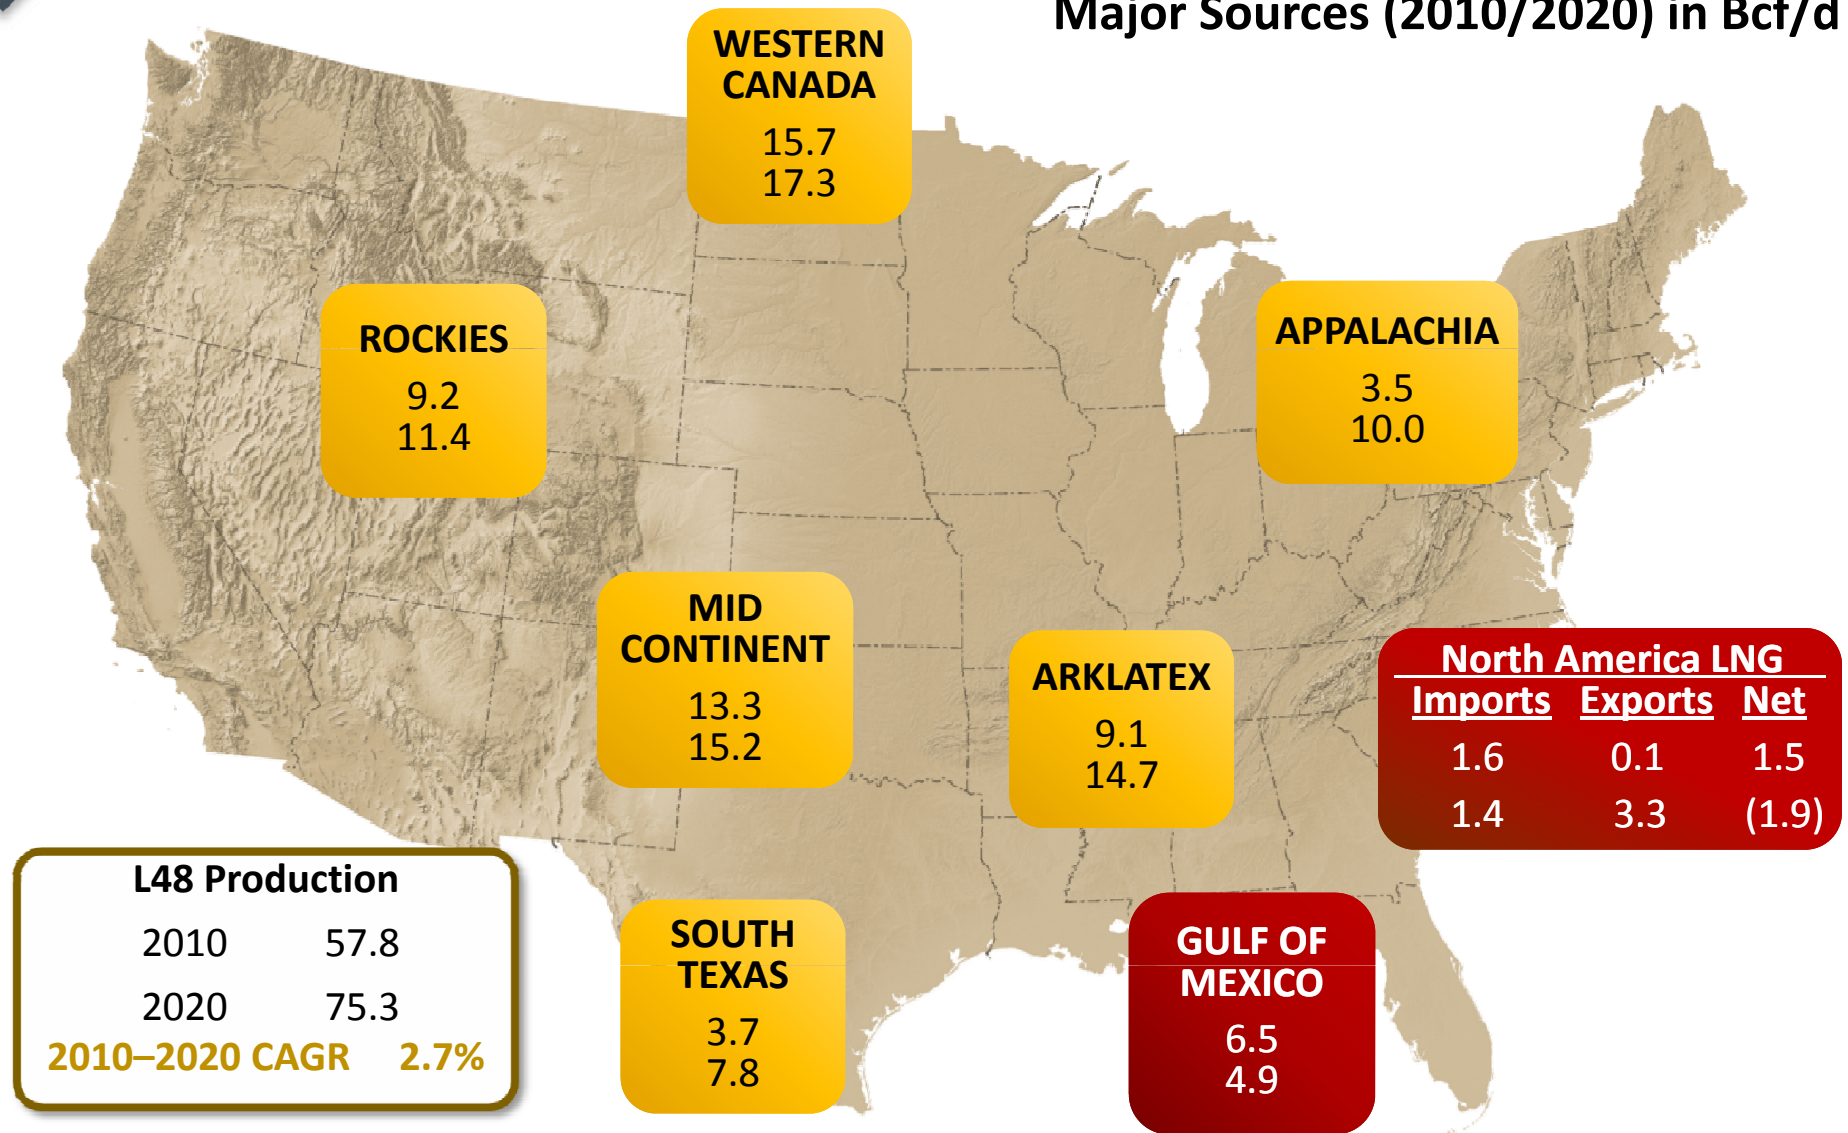 Major Sources (2010/2020) in Bcf/d
WESTERN
CANADA
15.7
17.3
ROCKIES
9.2
11.4
APPALACHIA
3.5
10.0
MID
CONTINENT
13.3
15.2
ARKLATEX
9.1
14.7
North America LNG
Imports Exports Net
1.6 0.1 1.5
1.4 3.3 (1.9)
L48 Production
2010 57.8
2020 75.3
2010–2020 CAGR 2.7%
SOUTH
TEXAS
3.7
7.8
GULF OF
MEXICO
6.5
4.9